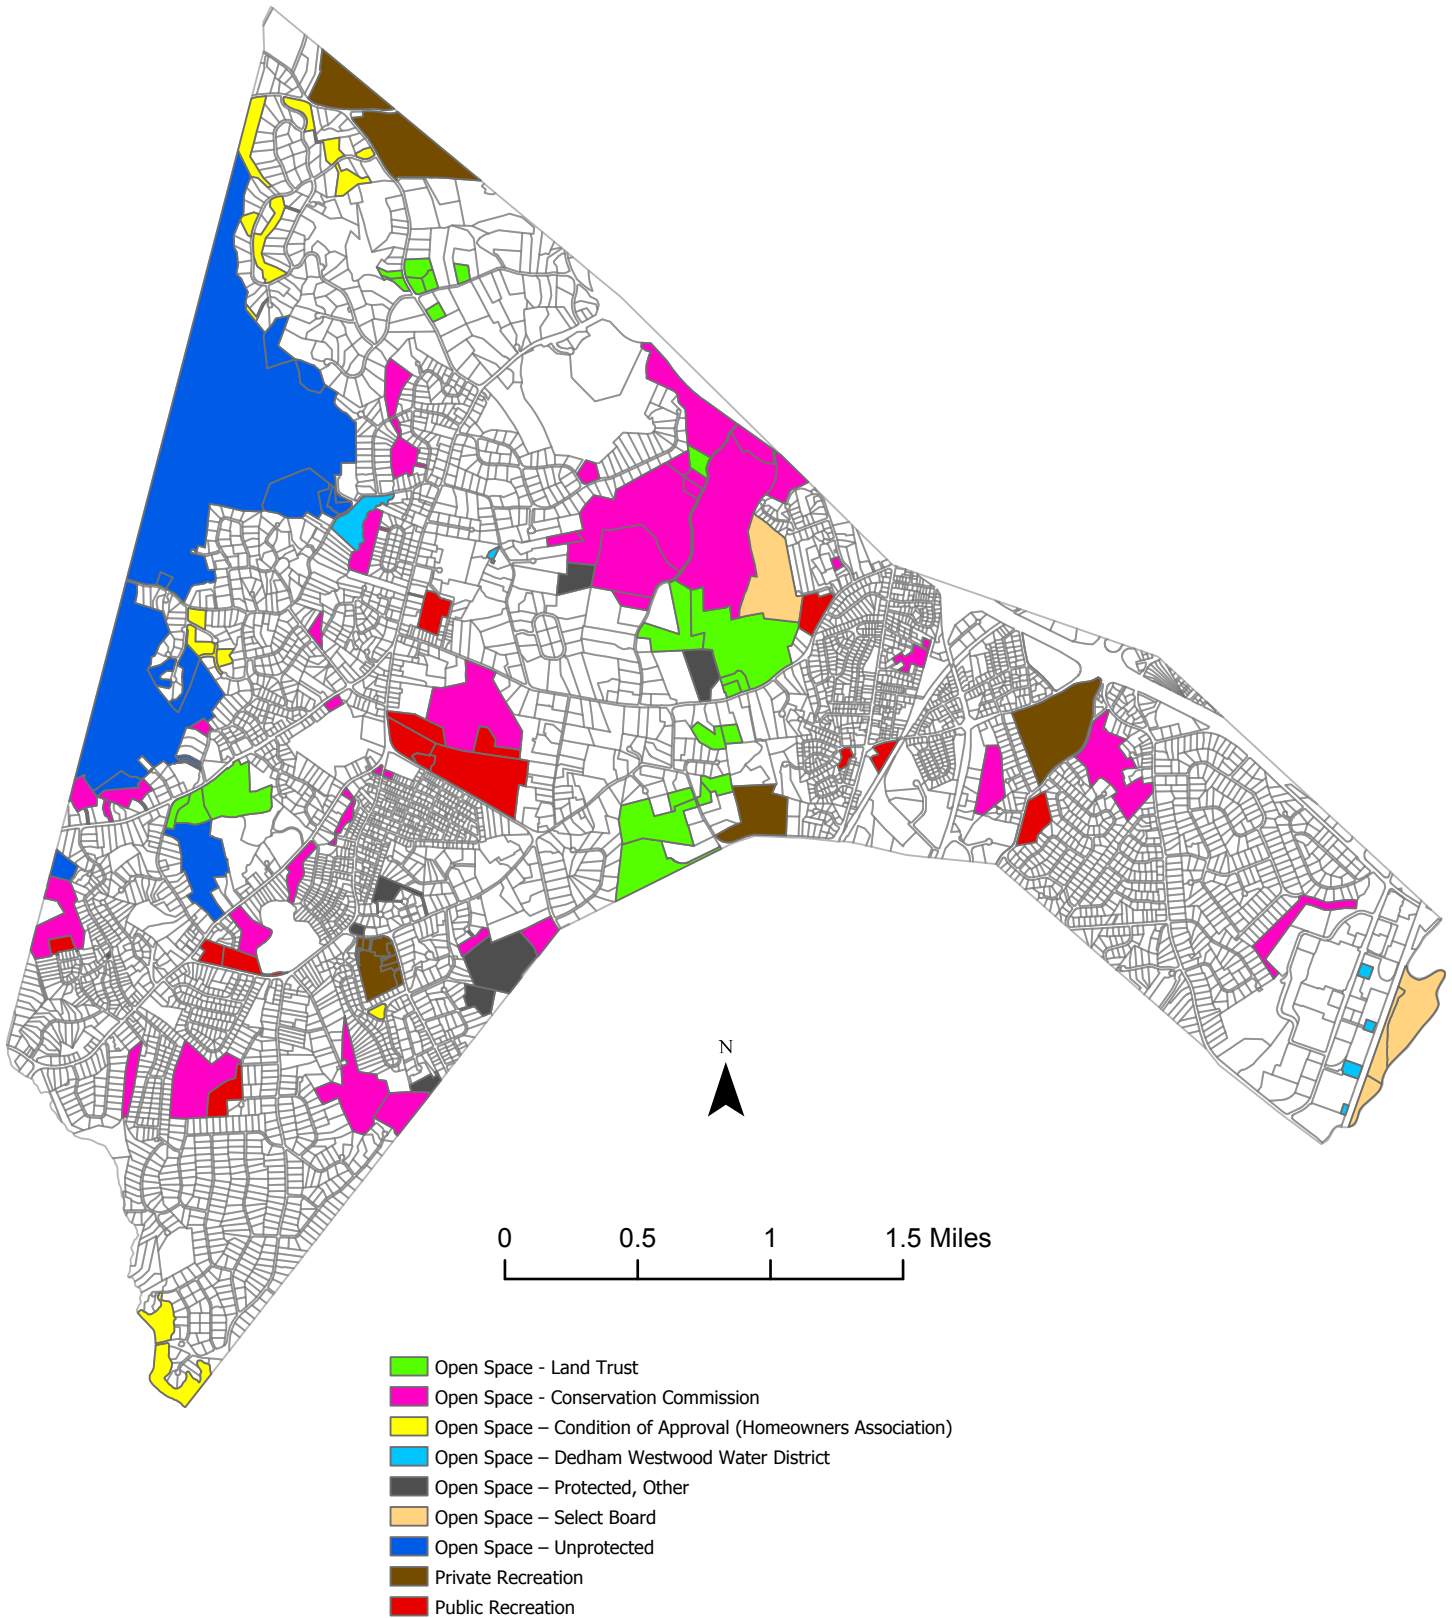 N
0 0.5 1 1.5 Miles
Open Space - Land Trust
Open Space - Conservation Commission
Open Space – Condition of Approval (Homeowners Association)
Open Space – Dedham Westwood Water District
Open Space – Protected, Other
Open Space – Select Board
Open Space – Unprotected
Private Recreation
Public Recreation